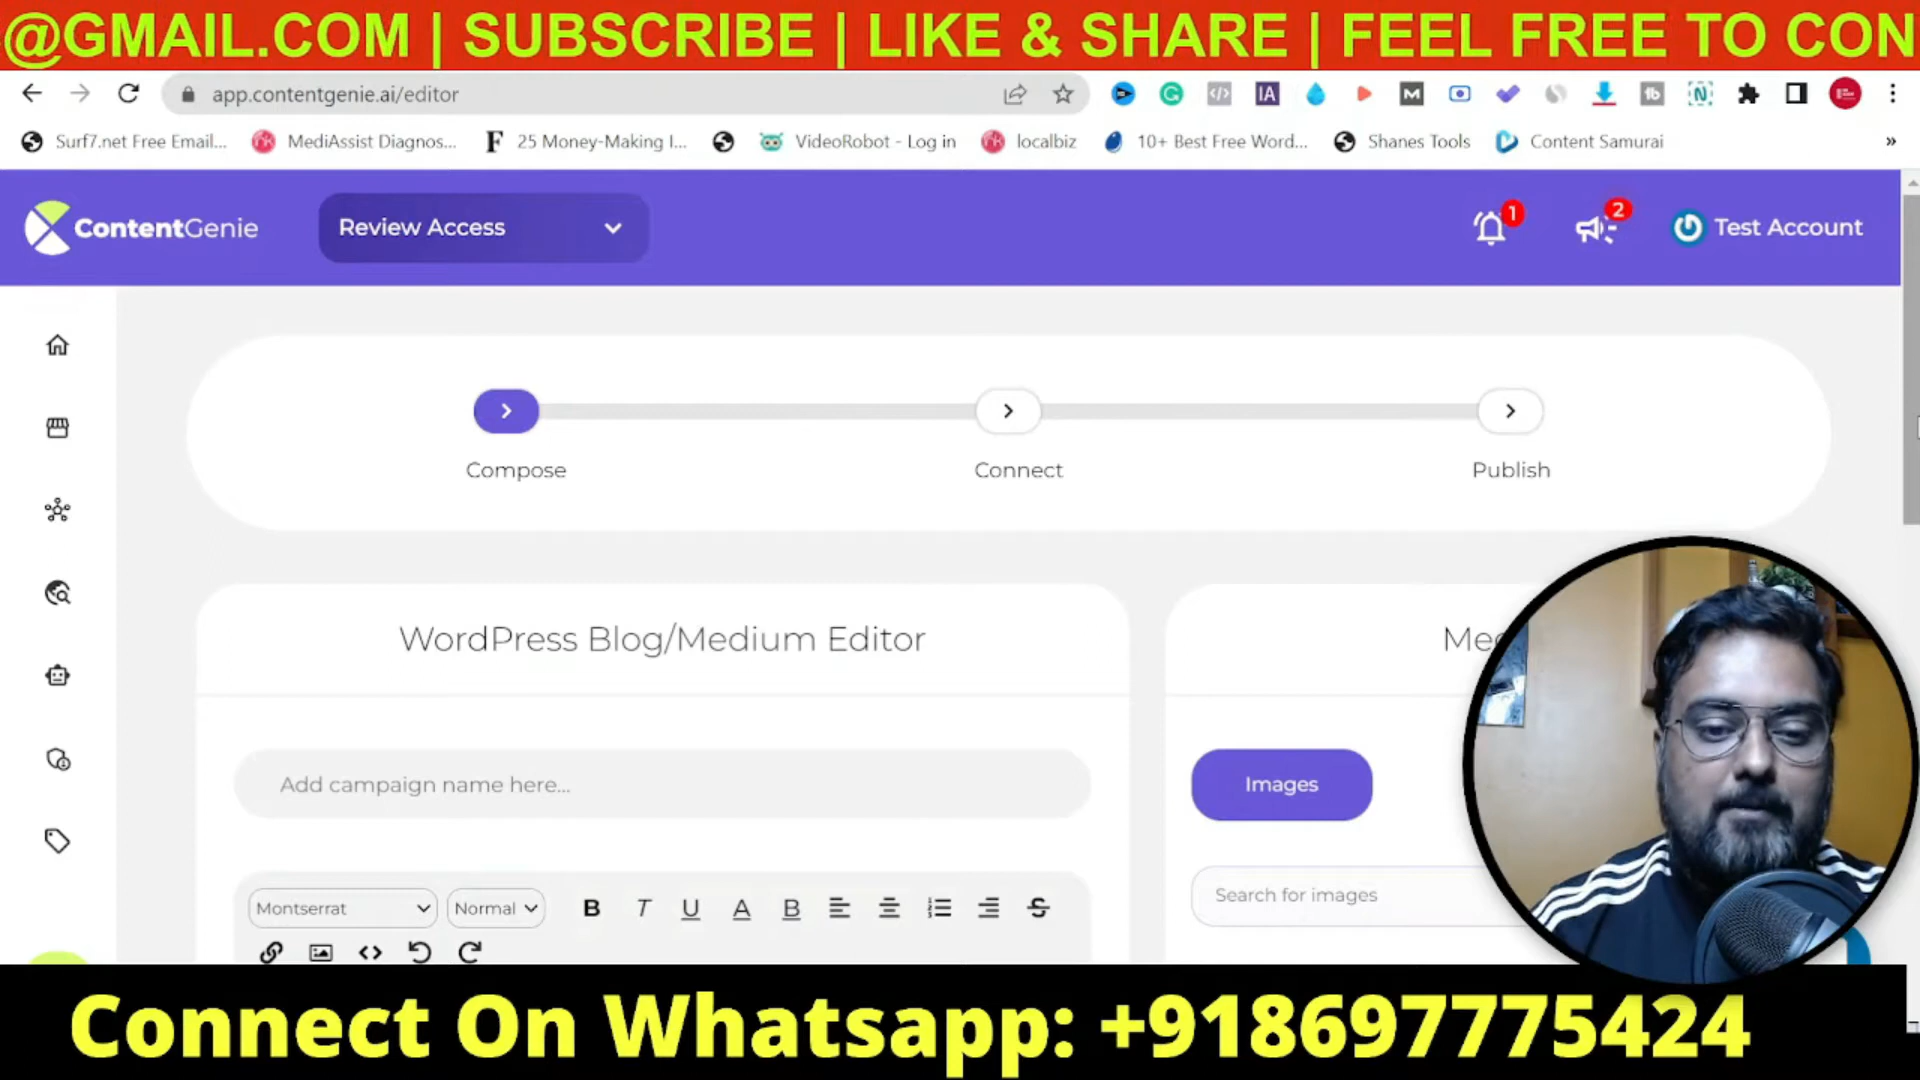 @GMAIL.COM | SUBSCRIBE | LIKE & SHARE | FEEL FREE TO CON
app.contentgenie.ai/editor
Surf7.net Free Email... MediAssist Diagnos... 25 Money-Making I... VideoRobot - Log in localbiz 10+ Best Free Word... Shanes Tools Content Samurai »
ContentGenie Review Access 1 2 Test Account
Compose Connect Publish
WordPress Blog/Medium Editor
Add campaign name here...
Images
Search for images
Montserrat Normal B T U A B S
Connect On Whatsapp: +918697775424